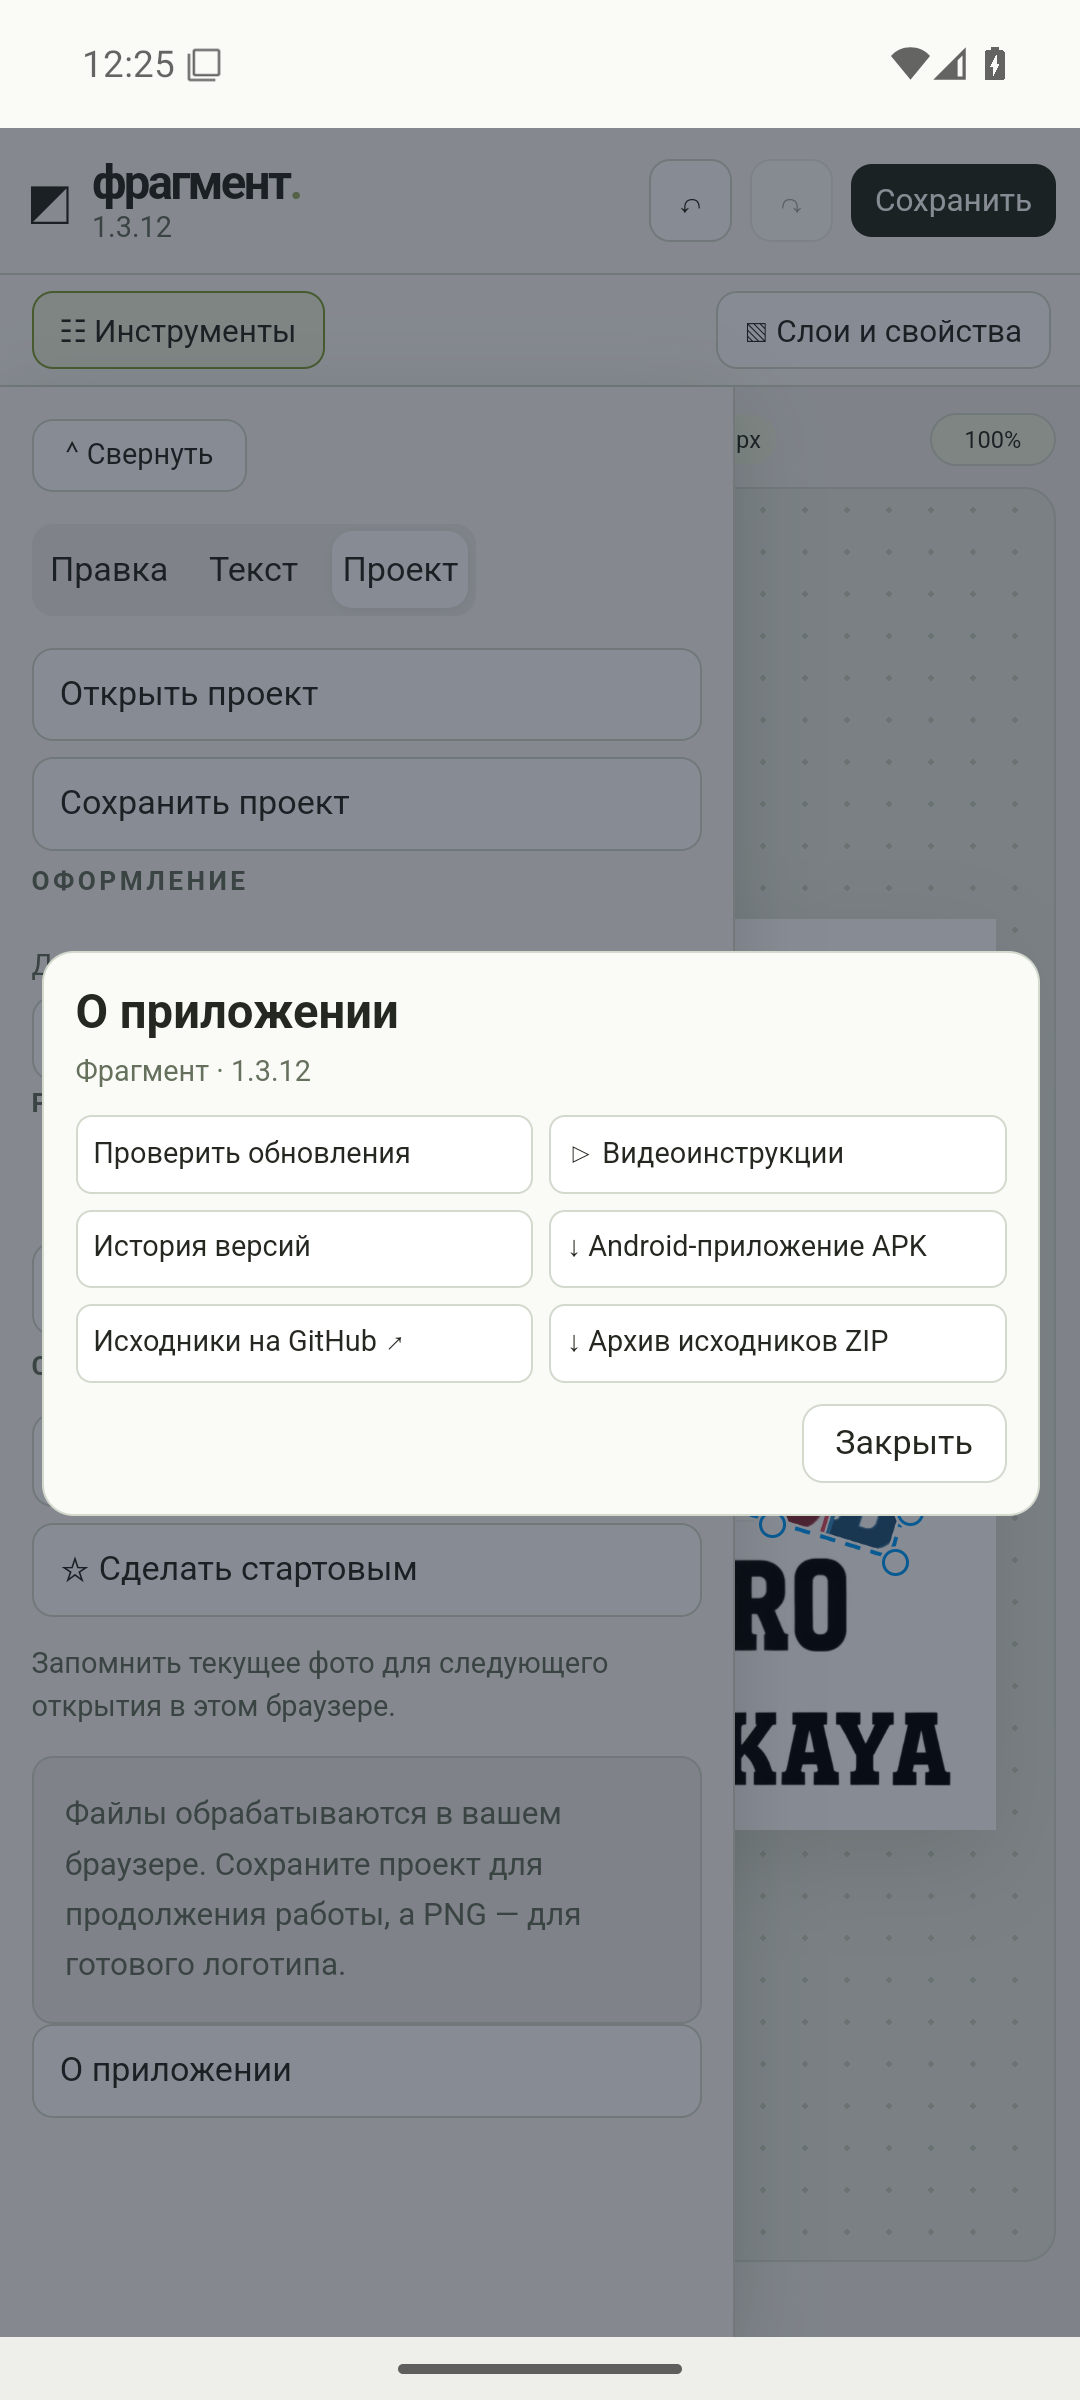 12:25
фрагмент.
1.3.12
Сохранить
Инструменты
Слои и свойства
^ Свернуть
px
100%
Правка Текст Проект
Открыть проект
Сохранить проект
ОФОРМЛЕНИЕ
О приложении
Фрагмент · 1.3.12
Проверить обновления
▷ Видеоинструкции
История версий
↓ Android-приложение APK
Исходники на GitHub ↗
↓ Архив исходников ZIP
Закрыть
RO
KAYA
☆ Сделать стартовым
Запомнить текущее фото для следующего
открытия в этом браузере.
Файлы обрабатываются в вашем
браузере. Сохраните проект для
продолжения работы, а PNG — для
готового логотипа.
О приложении